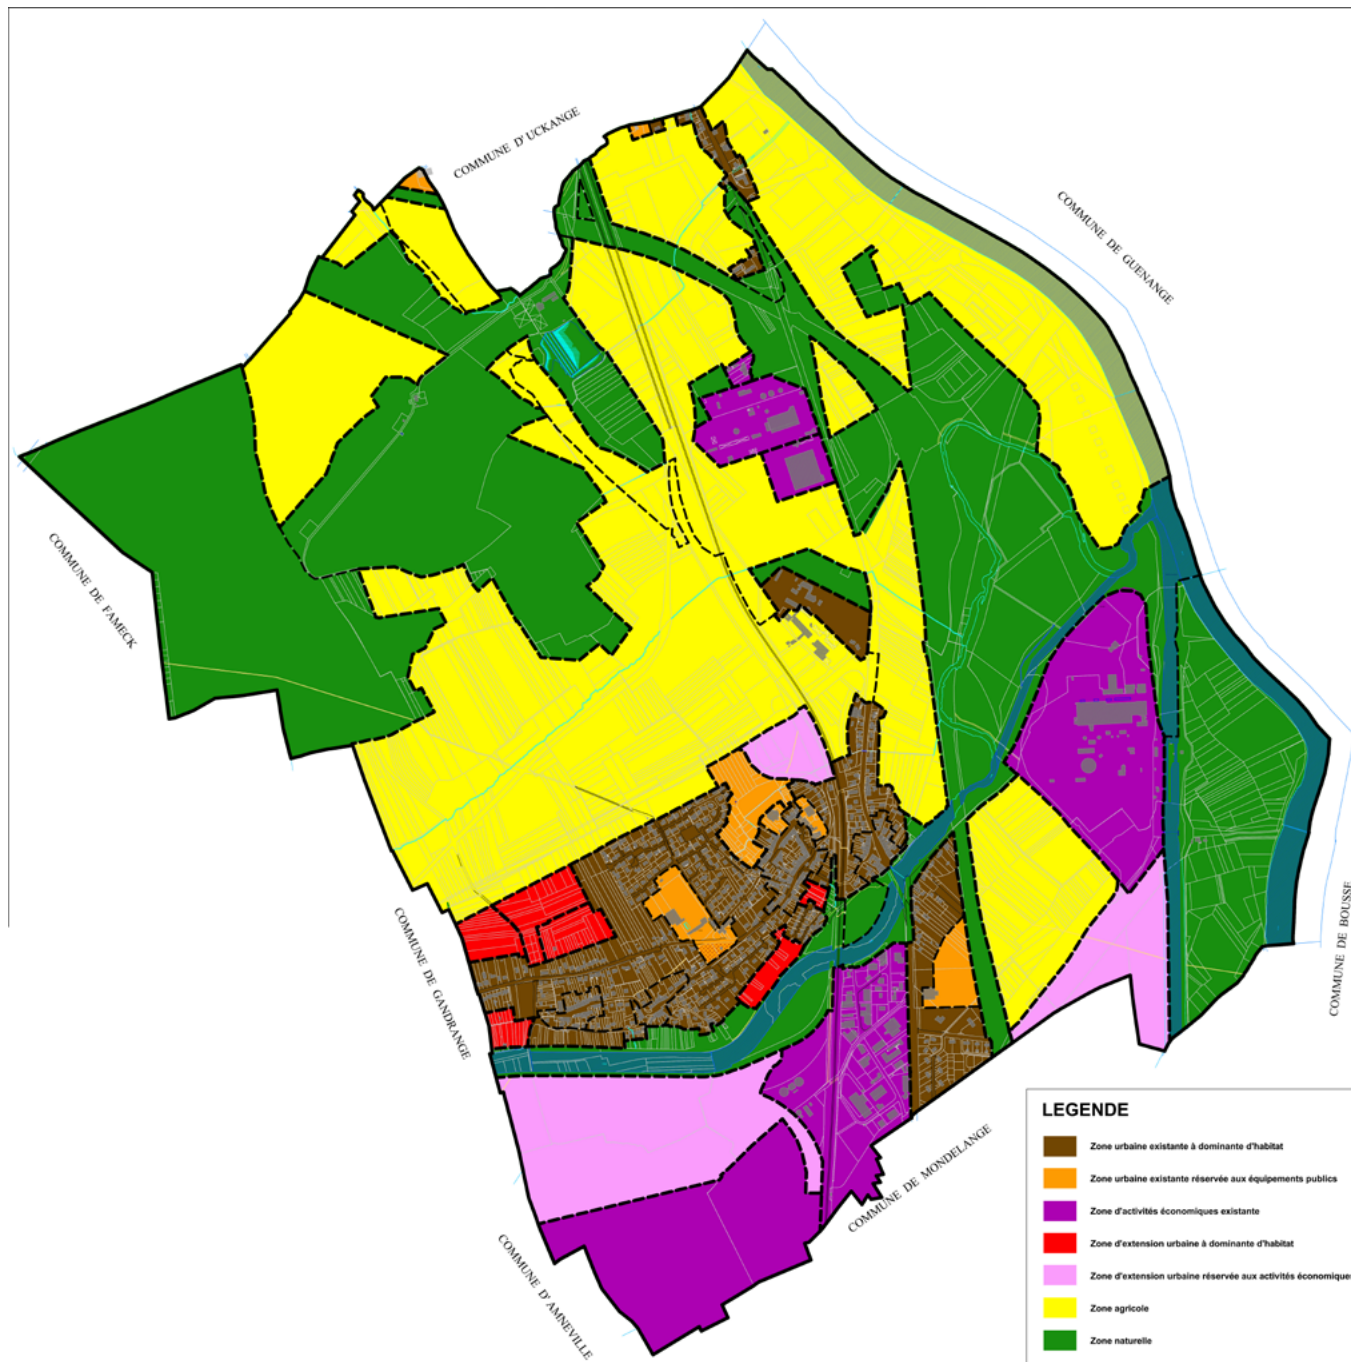 COMMUNE D' UCKANGE
COMMUNE DE GUENANGE
COMMUNE DE FAMECK
COMMUNE DE GANDRANGE
COMMUNE DE BOUSSE
COMMUNE DE MONDELANGE
COMMUNE D' AMNEVILLE
LEGENDE
Zone urbaine existante à dominante d'habitat
Zone urbaine existante réservée aux équipements publics
Zone d'activités économiques existante
Zone d'extension urbaine à dominante d'habitat
Zone d'extension urbaine réservée aux activités économiques
Zone agricole
Zone naturelle